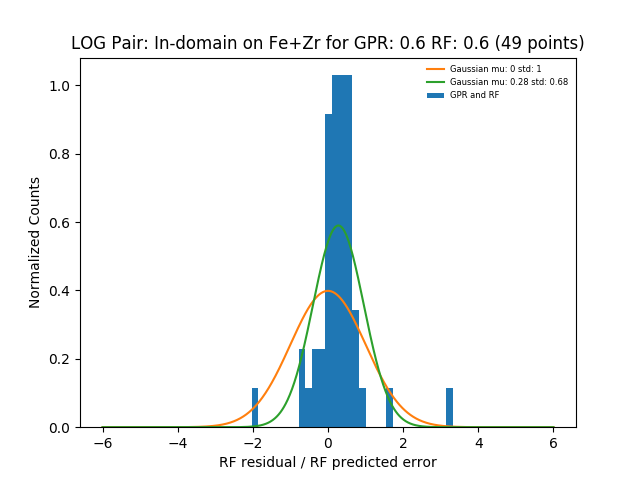 LOG Pair: In-domain on Fe+Zr for GPR: 0.6 RF: 0.6 (49 points)
Gaussian mu: 0 std: 1
Gaussian mu: 0.28 std: 0.68
GPR and RF
Normalized Counts
1.0
0.8
0.6
0.4
0.2
0.0
−6 −4 −2 0 2 4 6
RF residual / RF predicted error